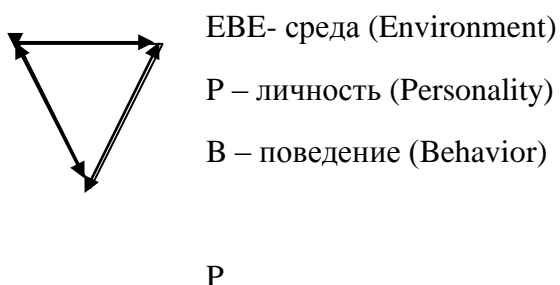 EBE- среда (Environment)
P – личность (Personality)
B – поведение (Behavior)
P